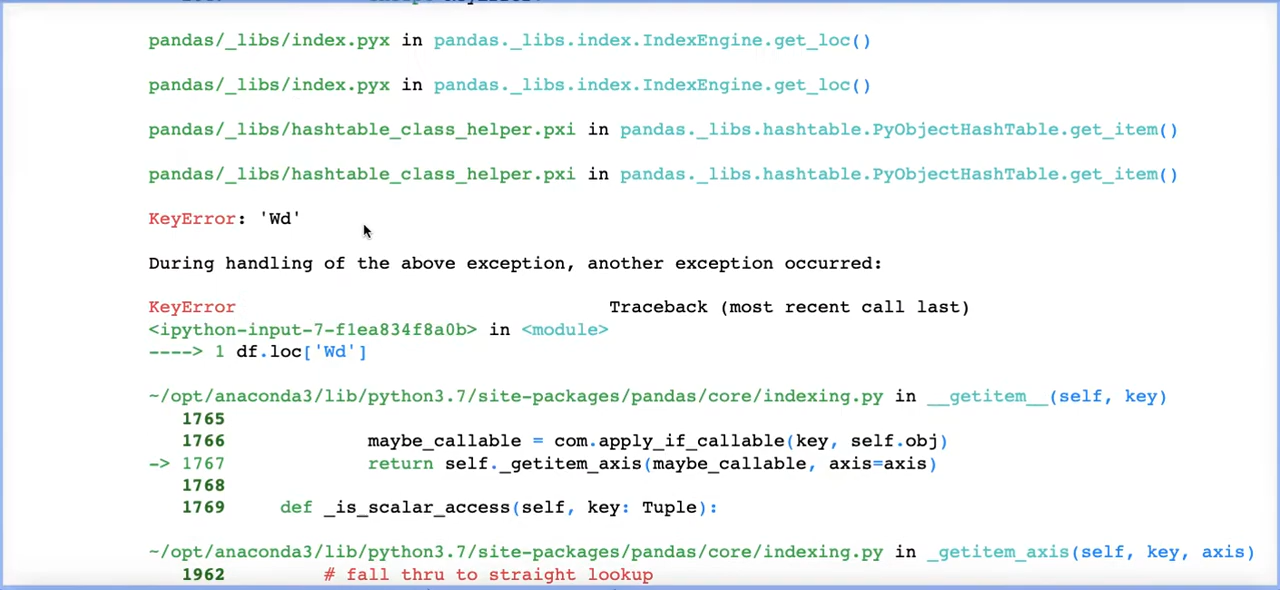 pandas/_libs/index.pyx in pandas._libs.index.IndexEngine.get_loc()
pandas/_libs/index.pyx in pandas._libs.index.IndexEngine.get_loc()
pandas/_libs/hashtable_class_helper.pxi in pandas._libs.hashtable.PyObjectHashTable.get_item()
pandas/_libs/hashtable_class_helper.pxi in pandas._libs.hashtable.PyObjectHashTable.get_item()
KeyError: 'Wd'
During handling of the above exception, another exception occurred:
KeyError                                  Traceback (most recent call last)
<ipython-input-7-f1ea834f8a0b> in <module>
----> 1 df.loc['Wd']
~/opt/anaconda3/lib/python3.7/site-packages/pandas/core/indexing.py in __getitem__(self, key)
1765
1766             maybe_callable = com.apply_if_callable(key, self.obj)
-> 1767             return self._getitem_axis(maybe_callable, axis=axis)
1768
1769     def _is_scalar_access(self, key: Tuple):
~/opt/anaconda3/lib/python3.7/site-packages/pandas/core/indexing.py in _getitem_axis(self, key, axis)
1962         # fall thru to straight lookup